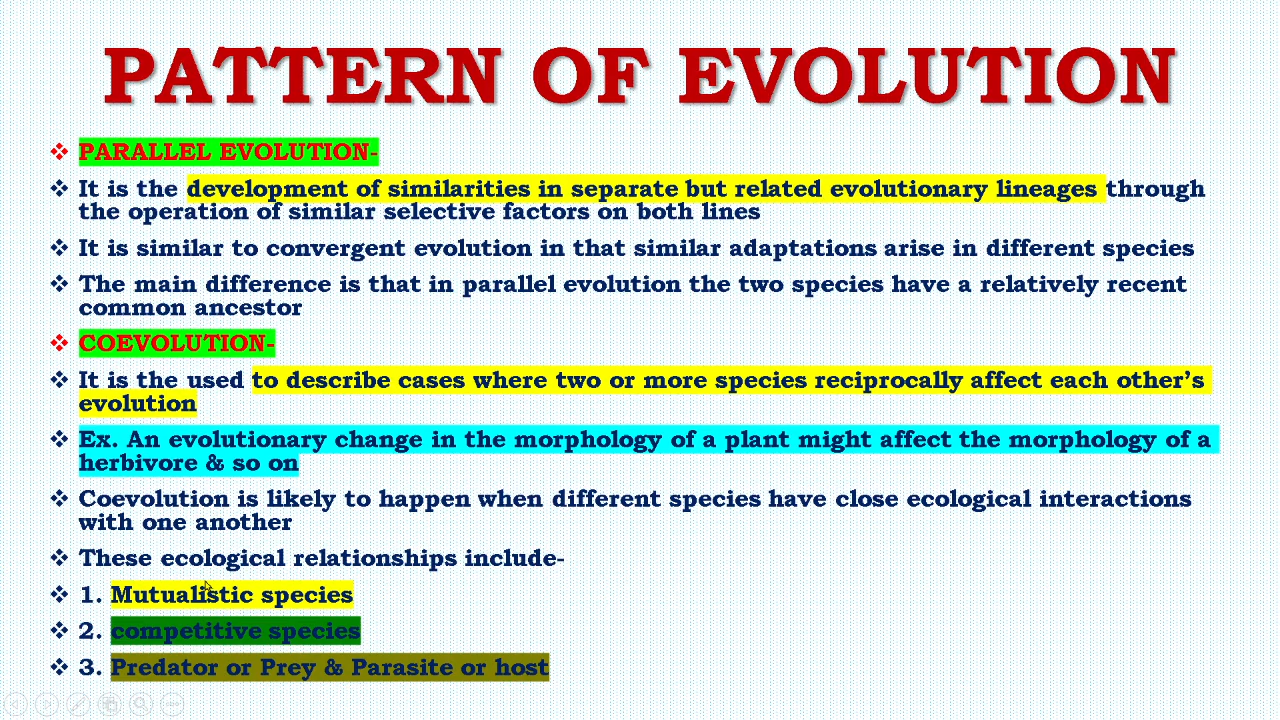 PATTERN OF EVOLUTION
❖ PARALLEL EVOLUTION-
❖ It is the development of similarities in separate but related evolutionary lineages through
the operation of similar selective factors on both lines
❖ It is similar to convergent evolution in that similar adaptations arise in different species
❖ The main difference is that in parallel evolution the two species have a relatively recent
common ancestor
❖ COEVOLUTION-
❖ It is the used to describe cases where two or more species reciprocally affect each other’s
evolution
❖ Ex. An evolutionary change in the morphology of a plant might affect the morphology of a
herbivore & so on
❖ Coevolution is likely to happen when different species have close ecological interactions
with one another
❖ These ecological relationships include-
❖ 1. Mutualistic species
❖ 2. competitive species
❖ 3. Predator or Prey & Parasite or host